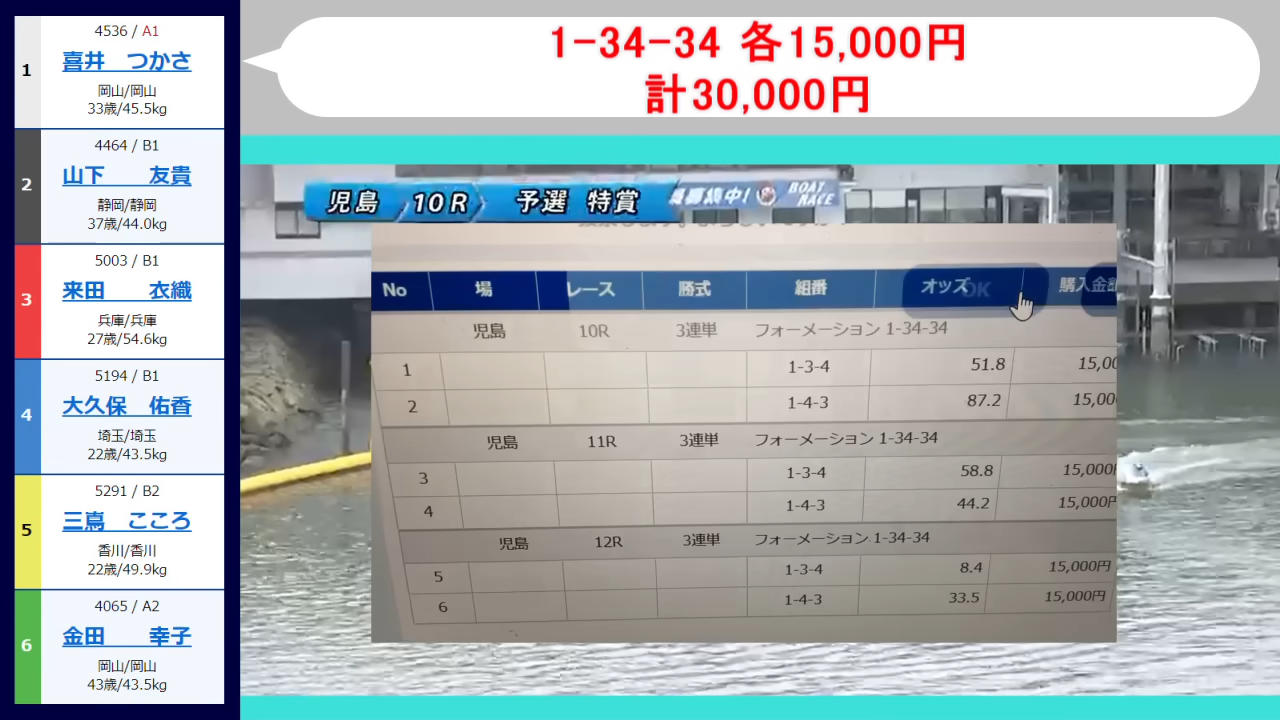 1-34-34 各15,000円
計30,000円
1
4536 / A1
喜井 つかさ
岡山/岡山
33歳/45.5kg
2
4464 / B1
山下 友貴
静岡/静岡
37歳/44.0kg
3
5003 / B1
来田 衣織
兵庫/兵庫
27歳/54.6kg
4
5194 / B1
大久保 佑香
埼玉/埼玉
22歳/43.5kg
5
5291 / B2
三嶌 こころ
香川/香川
22歳/49.9kg
6
4065 / A2
金田 幸子
岡山/岡山
43歳/43.5kg
児島 10R 予選 特賞
BOAT RACE
No 場 レース 勝式 組番 オッズ 購入金額
OK
児島 10R 3連単 フォーメーション 1-34-34
1 1-3-4 51.8 15,00
2 1-4-3 87.2 15,00
児島 11R 3連単 フォーメーション 1-34-34
3 1-3-4 58.8 15,000円
4 1-4-3 44.2 15,000円
児島 12R 3連単 フォーメーション 1-34-34
5 1-3-4 8.4 15,000円
6 1-4-3 33.5 15,000円